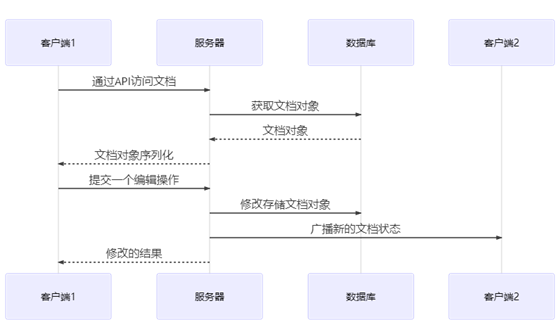 客户端1
服务器
数据库
客户端2
通过API访问文档
获取文档对象
文档对象
文档对象序列化
提交一个编辑操作
修改存储文档对象
广播新的文档状态
修改的结果
客户端1
服务器
数据库
客户端2